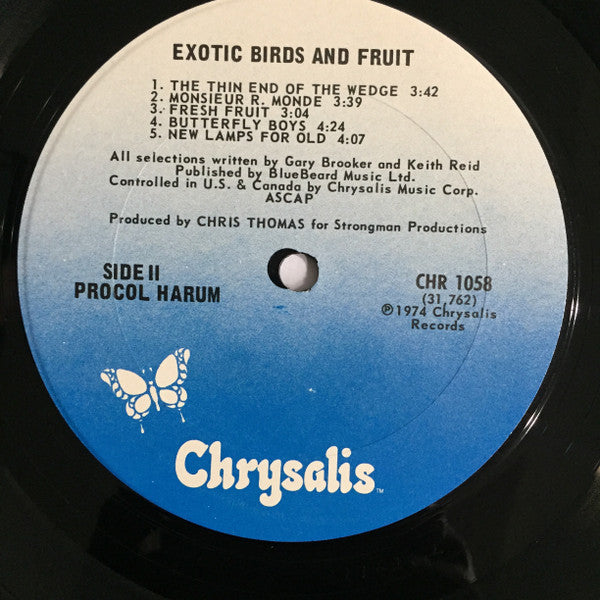 EXOTIC BIRDS AND FRUIT
1. THE THIN END OF THE WEDGE 3:42
2. MONSIEUR R. MONDE 3:39
3. FRESH FRUIT 3:04
4. BUTTERFLY BOYS 4:24
5. NEW LAMPS FOR OLD 4:07
All selections written by Gary Brooker and Keith Reid
Published by BlueBeard Music Ltd.
Controlled in U.S. & Canada by Chrysalis Music Corp.
ASCAP
Produced by CHRIS THOMAS for Strongman Productions
SIDE II
PROCOL HARUM
CHR 1058
(31,762)
℗1974 Chrysalis
Records
Chrysalis™